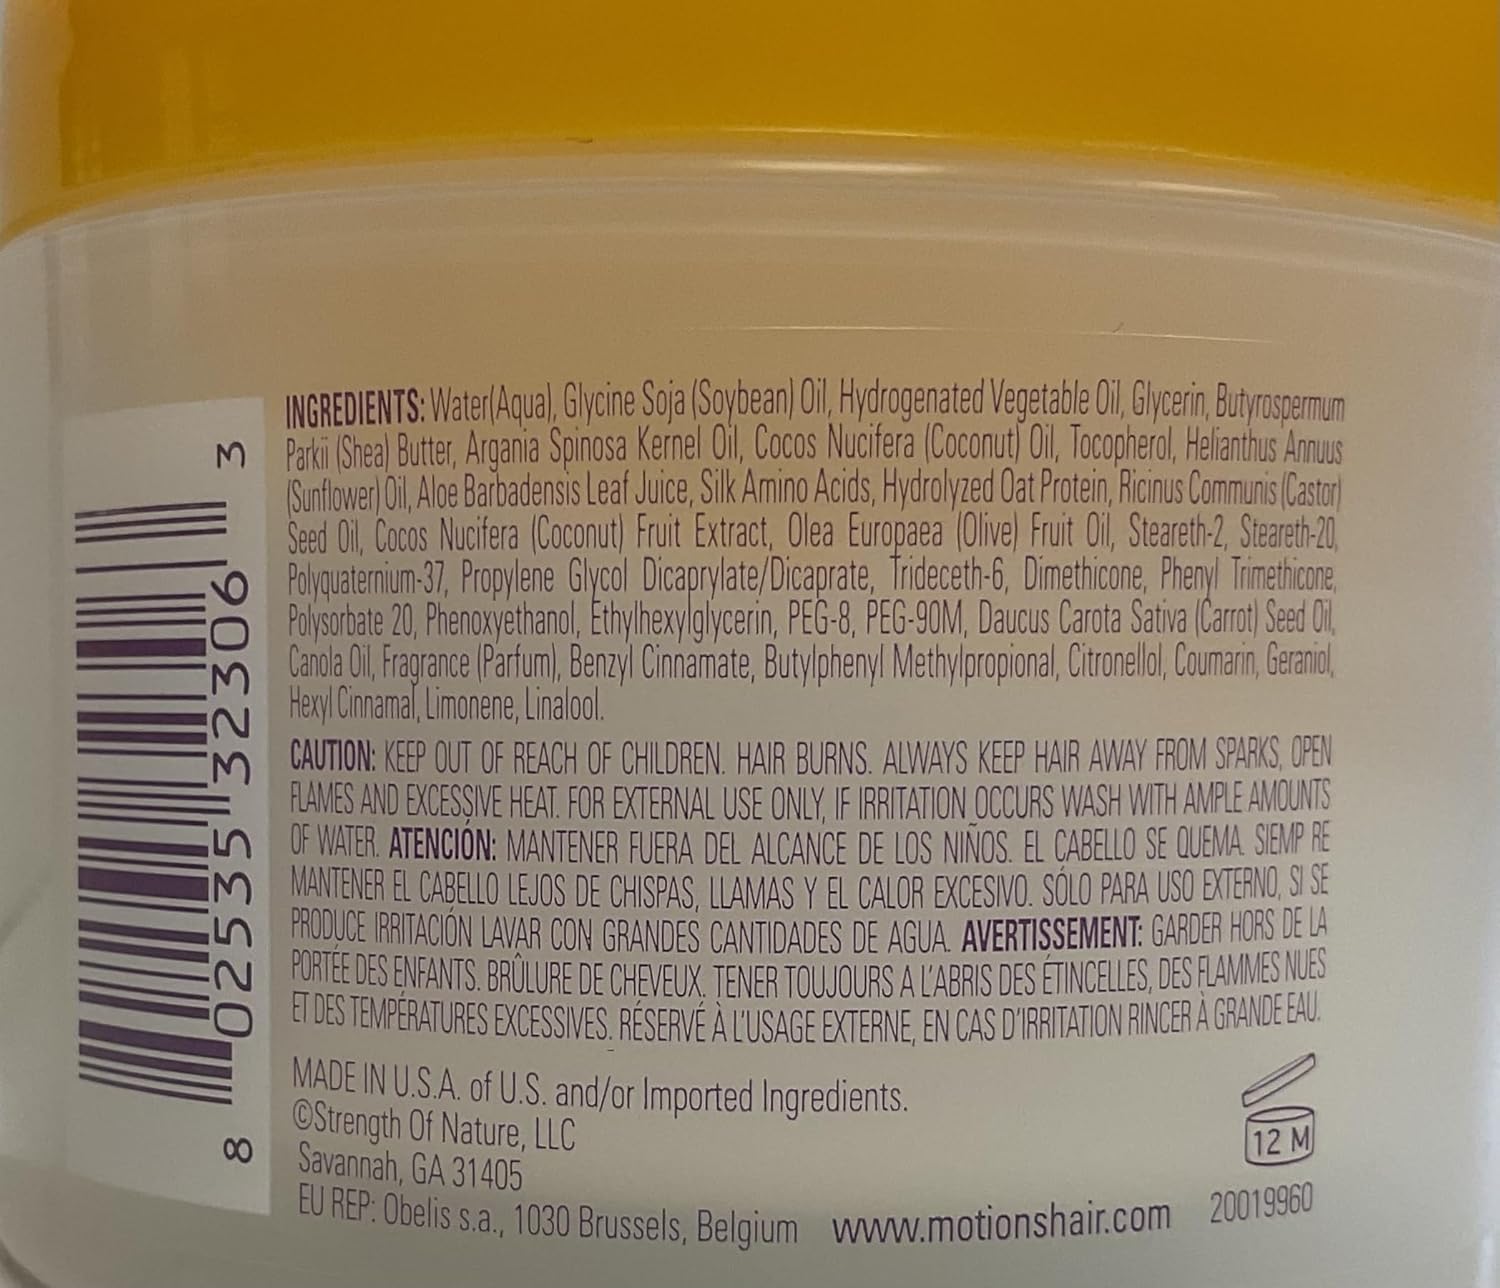 INGREDIENTS: Water(Aqua), Glycine Soja (Soybean) Oil, Hydrogenated Vegetable Oil, Glycerin, Butyrospermum
Parkii (Shea) Butter, Argania Spinosa Kernel Oil, Cocos Nucifera (Coconut) Oil, Tocopherol, Helianthus Annuus
(Sunflower) Oil, Aloe Barbadensis Leaf Juice, Silk Amino Acids, Hydrolyzed Oat Protein, Ricinus Communis (Castor)
Seed Oil, Cocos Nucifera (Coconut) Fruit Extract, Olea Europaea (Olive) Fruit Oil, Steareth-2, Steareth-20,
Polyquaternium-37, Propylene Glycol Dicaprylate/Dicaprate, Trideceth-6, Dimethicone, Phenyl Trimethicone,
Polysorbate 20, Phenoxyethanol, Ethylhexylglycerin, PEG-8, PEG-90M, Daucus Carota Sativa (Carrot) Seed Oil,
Canola Oil, Fragrance (Parfum), Benzyl Cinnamate, Butylphenyl Methylpropional, Citronellol, Coumarin, Geraniol,
Hexyl Cinnamal, Limonene, Linalool.
CAUTION: KEEP OUT OF REACH OF CHILDREN. HAIR BURNS. ALWAYS KEEP HAIR AWAY FROM SPARKS, OPEN
FLAMES AND EXCESSIVE HEAT. FOR EXTERNAL USE ONLY, IF IRRITATION OCCURS WASH WITH AMPLE AMOUNTS
OF WATER. ATENCIÓN: MANTENER FUERA DEL ALCANCE DE LOS NIÑOS. EL CABELLO SE QUEMA. SIEMP RE
MANTENER EL CABELLO LEJOS DE CHISPAS, LLAMAS Y EL CALOR EXCESIVO. SÓLO PARA USO EXTERNO, SI SE
PRODUCE IRRITACIÓN LAVAR CON GRANDES CANTIDADES DE AGUA. AVERTISSEMENT: GARDER HORS DE LA
PORTÉE DES ENFANTS. BRÛLURE DE CHEVEUX. TENER TOUJOURS A L'ABRIS DES ÉTINCELLES, DES FLAMMES NUES
ET DES TEMPÉRATURES EXCESSIVES. RÉSERVÉ À L'USAGE EXTERNE, EN CAS D'IRRITATION RINCER À GRANDE EAU.
MADE IN U.S.A. of U.S. and/or Imported Ingredients.
©Strength Of Nature, LLC
Savannah, GA 31405
EU REP: Obelis s.a., 1030 Brussels, Belgium
www.motionshair.com
12 M
20019960
8 02535 32306 3